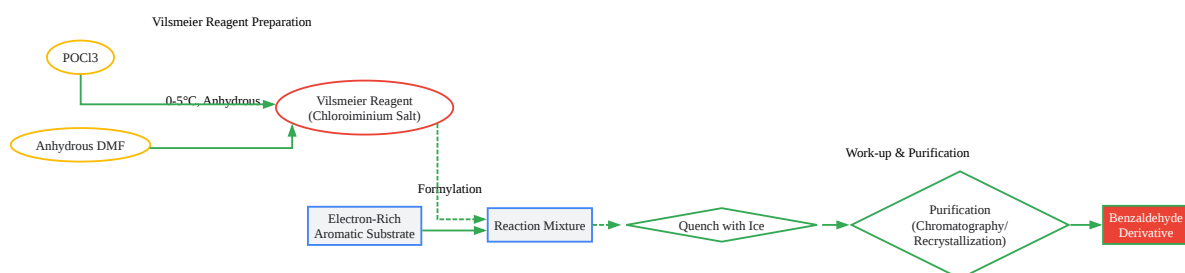 Vilsmeier Reagent Preparation
POCl3
0-5°C, Anhydrous
Vilsmeier Reagent
(Chloroiminium Salt)
Anhydrous DMF
Formylation
Electron-Rich
Aromatic Substrate
Reaction Mixture
Quench with Ice
Work-up & Purification
Purification
(Chromatography/
Recrystallization)
Benzaldehyde
Derivative